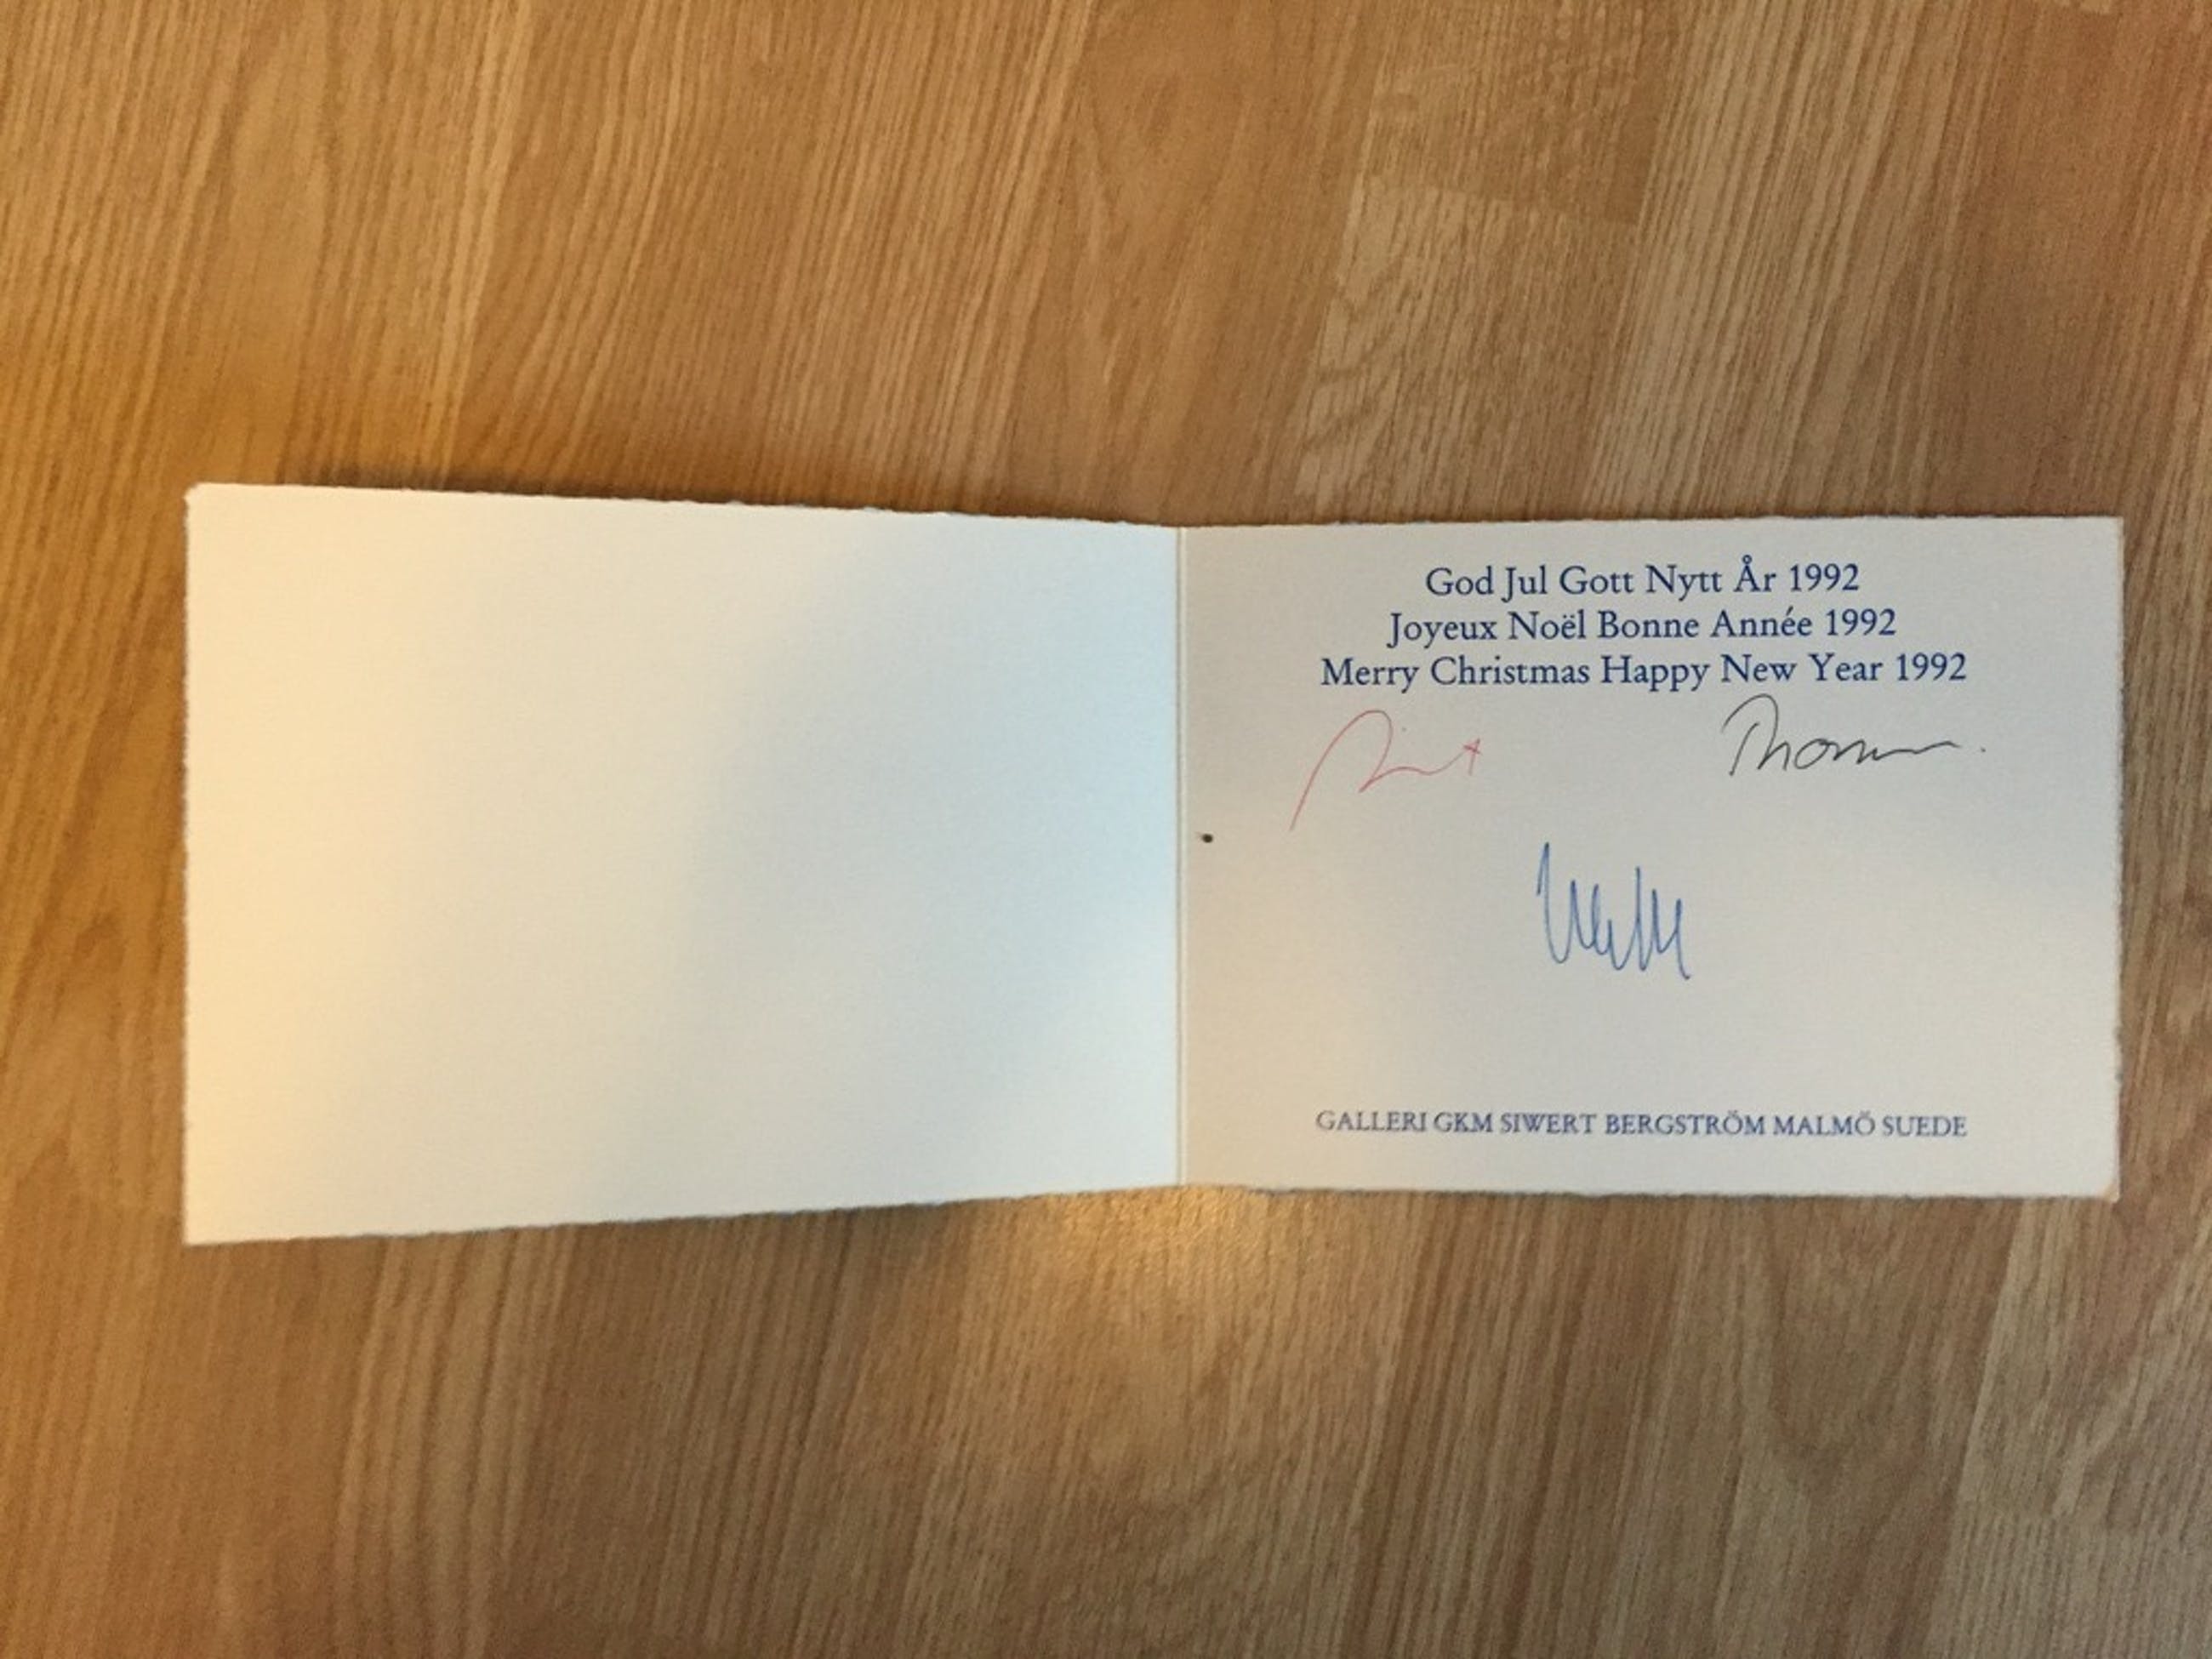 God Jul Gott Nytt År 1992
Joyeux Noël Bonne Année 1992
Merry Christmas Happy New Year 1992
Thomas
GALLERI GKM SIWERT BERGSTRÖM MALMÖ SUEDE